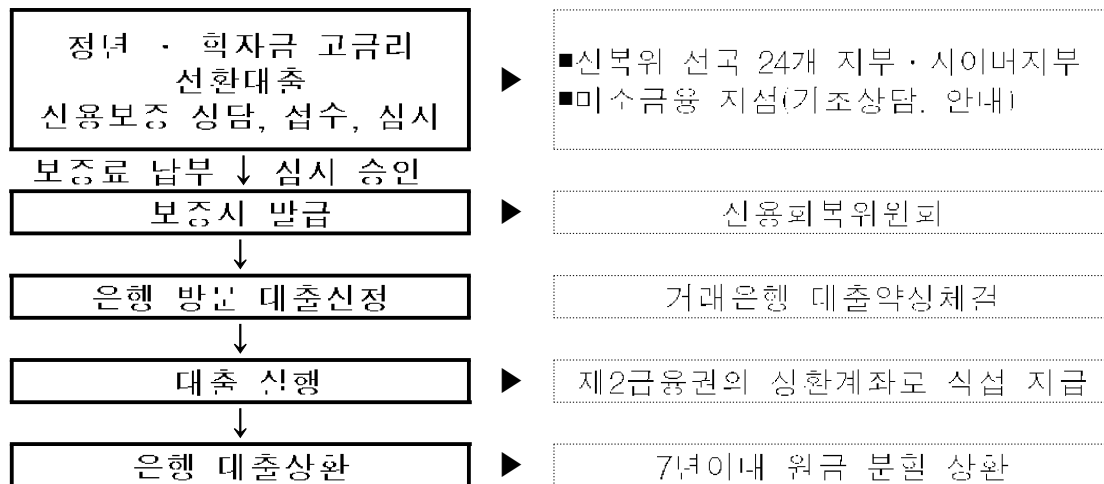 청년 · 학자금 고금리
전환대출
신용보증 상담, 접수, 심사
▶
■신복위 전국 24개 지부 · 사이버지부
■미소금융 지점(기초상담, 안내)
보증료 납부 ↓ 심사 승인
보증서 발급 ▶ 신용회복위원회
↓
은행 방문 대출신청 거래은행 대출약정체결
↓
대출 실행 ▶ 제2금융권의 상환계좌로 직접 지급
↓
은행 대출상환 ▶ 7년이내 원금 분할 상환